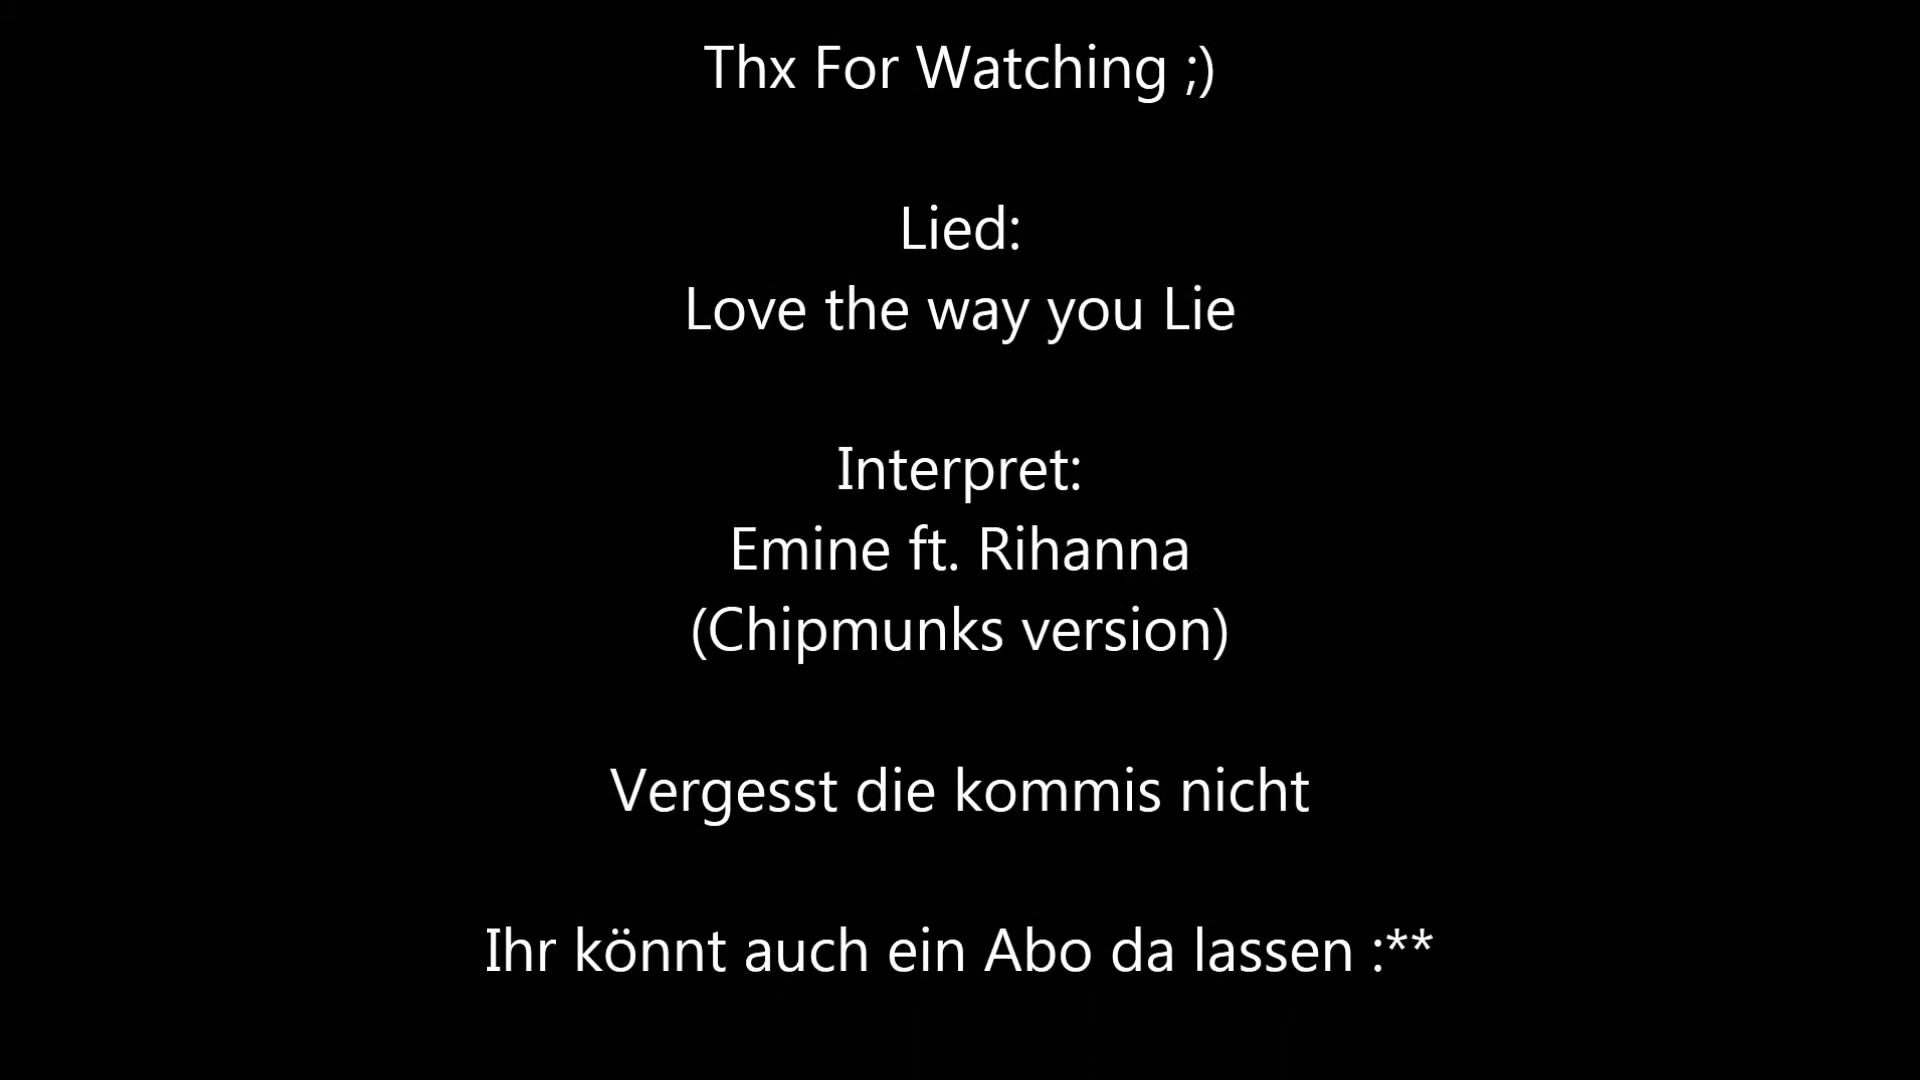 Thx For Watching ;)
Lied:
Love the way you Lie
Interpret:
Emine ft. Rihanna
(Chipmunks version)
Vergesst die kommis nicht
Ihr könnt auch ein Abo da lassen :**